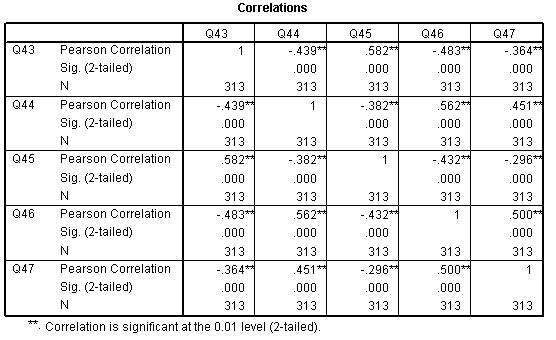 Correlations
Q43 Q44 Q45 Q46 Q47
Q43 Pearson Correlation 1 -.439** .582** -.483** -.364**
Sig. (2-tailed) .000 .000 .000 .000
N 313 313 313 313 313
Q44 Pearson Correlation -.439** 1 -.382** .562** .451**
Sig. (2-tailed) .000 .000 .000 .000
N 313 313 313 313 313
Q45 Pearson Correlation .582** -.382** 1 -.432** -.296**
Sig. (2-tailed) .000 .000 .000 .000
N 313 313 313 313 313
Q46 Pearson Correlation -.483** .562** -.432** 1 .500**
Sig. (2-tailed) .000 .000 .000 .000
N 313 313 313 313 313
Q47 Pearson Correlation -.364** .451** -.296** .500** 1
Sig. (2-tailed) .000 .000 .000 .000
N 313 313 313 313 313
**. Correlation is significant at the 0.01 level (2-tailed).